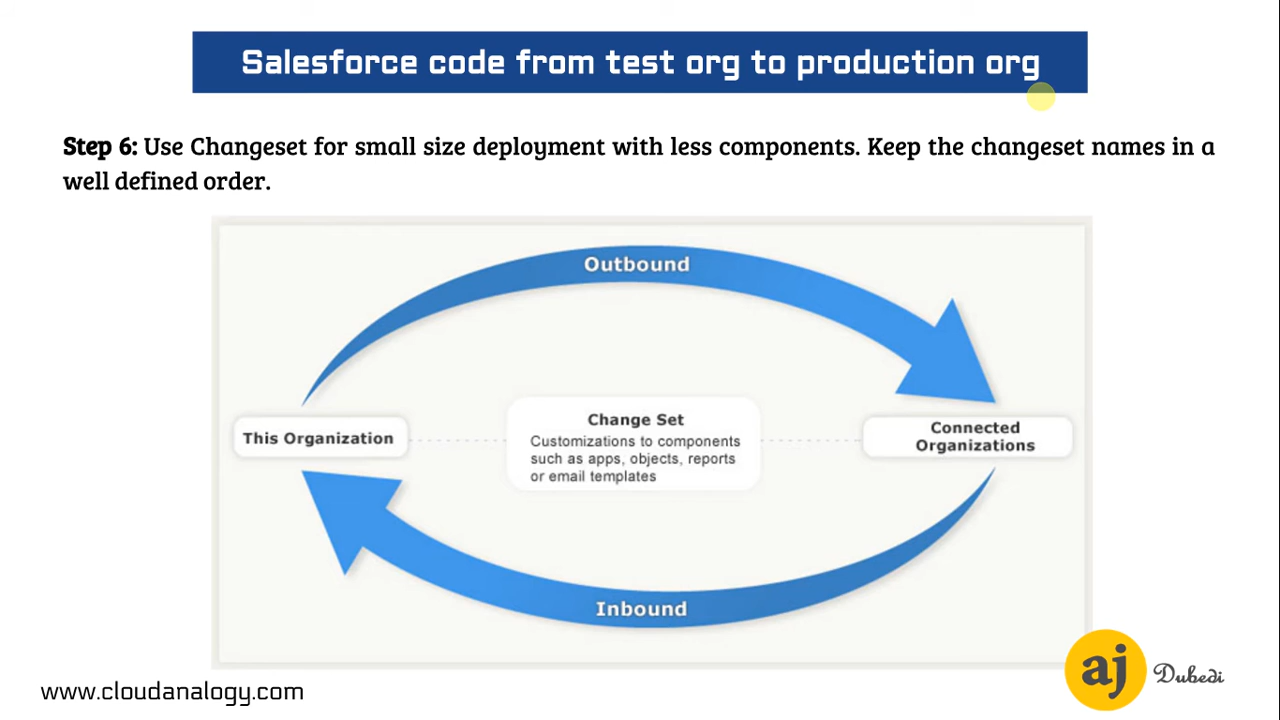 Salesforce code from test org to production org
Step 6: Use Changeset for small size deployment with less components. Keep the changeset names in a
well defined order.
Outbound
This Organization
Change Set
Customizations to components
such as apps, objects, reports
or email templates
Connected
Organizations
Inbound
www.cloudanalogy.com
aj Dubedi